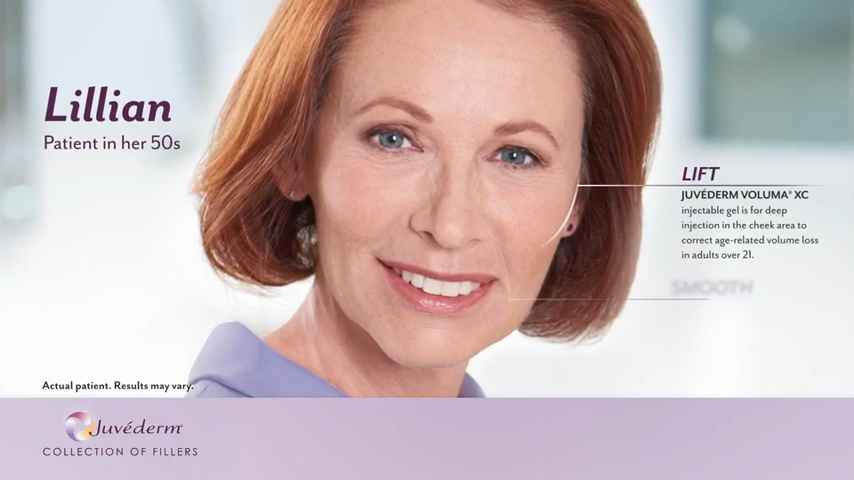 Lillian
Patient in her 50s
LIFT
JUVÉDERM VOLUMA® XC
injectable gel is for deep
injection in the cheek area to
correct age-related volume loss
in adults over 21.
SMOOTH
Actual patient. Results may vary.
Juvéderm
COLLECTION OF FILLERS